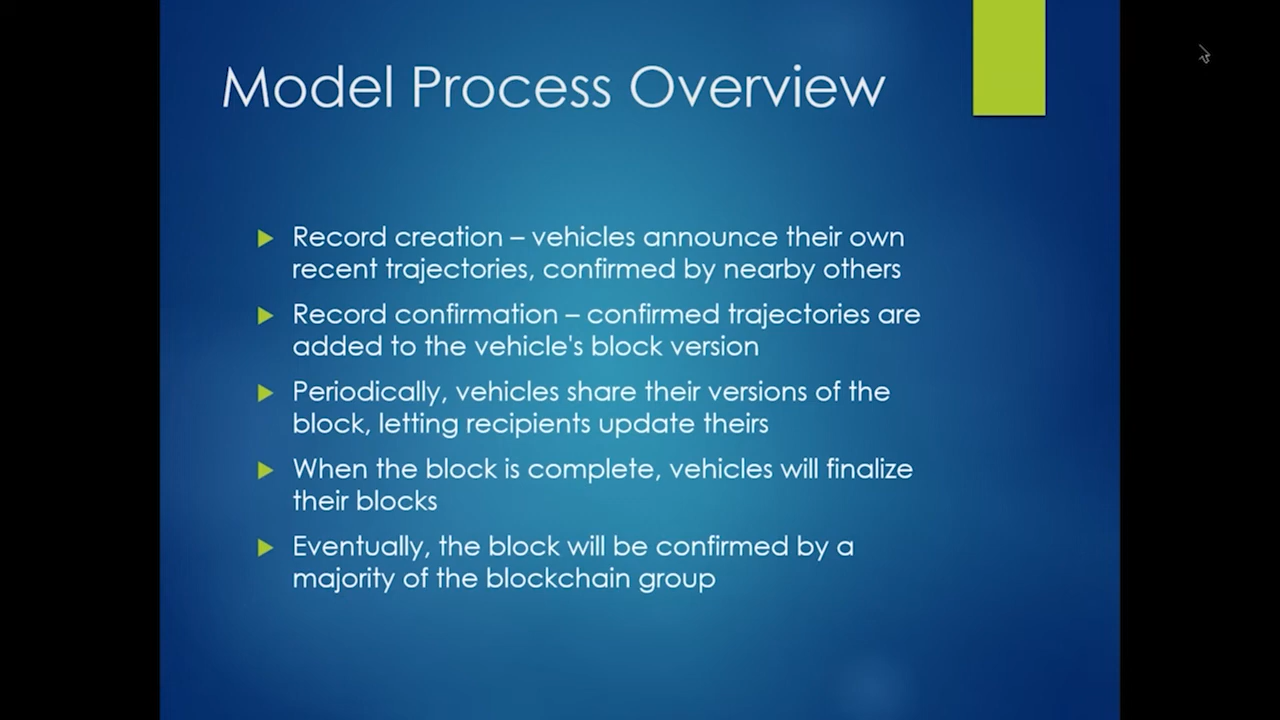 Model Process Overview
Record creation – vehicles announce their own
recent trajectories, confirmed by nearby others
Record confirmation – confirmed trajectories are
added to the vehicle's block version
Periodically, vehicles share their versions of the
block, letting recipients update theirs
When the block is complete, vehicles will finalize
their blocks
Eventually, the block will be confirmed by a
majority of the blockchain group